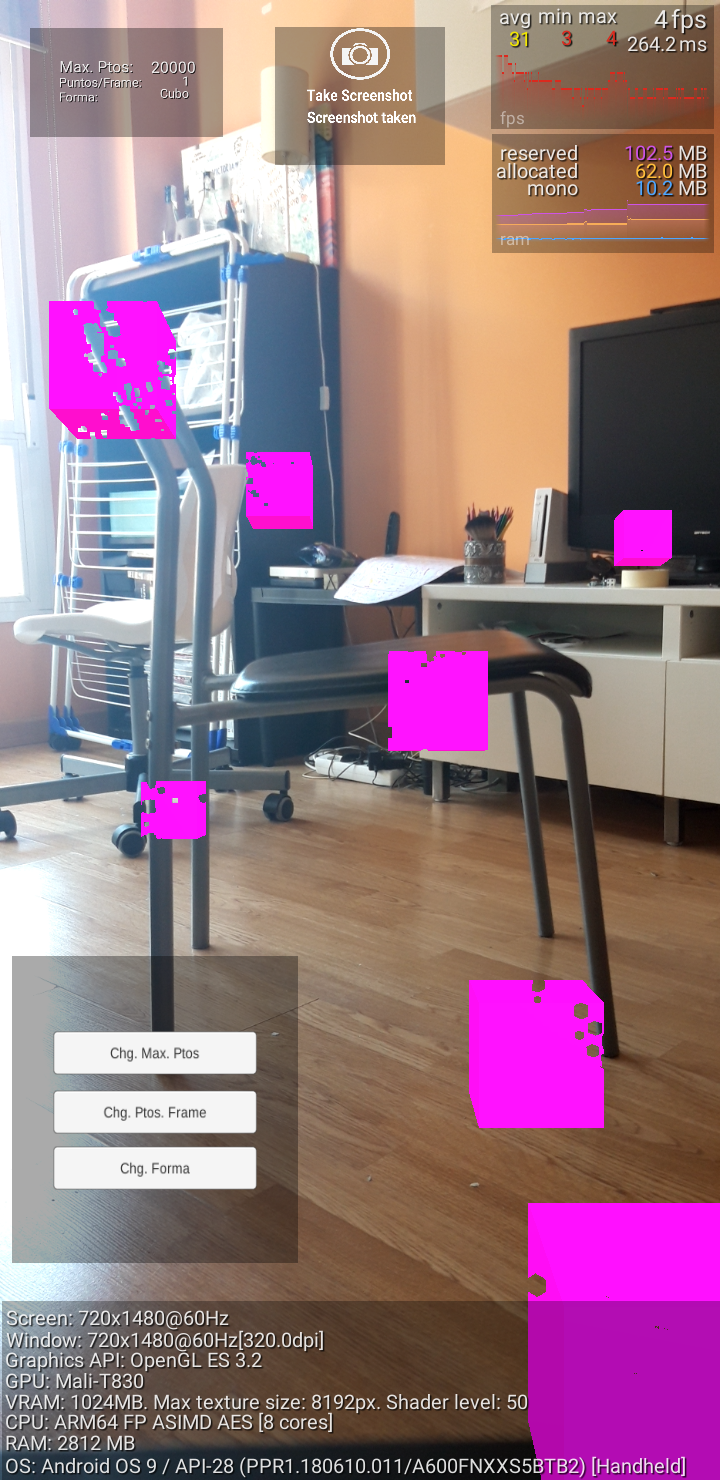 Max. Ptos: 20000
Puntos/Frame: 1
Forma: Cubo
Take Screenshot
Screenshot taken
avg min max 4fps
31 3 4 264.2ms
fps
reserved 102.5 MB
allocated 62.0 MB
mono 10.2 MB
ram
Chg. Max. Ptos
Chg. Ptos. Frame
Chg. Forma
Screen: 720x1480@60Hz
Window: 720x1480@60Hz[320.0dpi]
Graphics API: OpenGL ES 3.2
GPU: Mali-T830
VRAM: 1024MB. Max texture size: 8192px. Shader level: 50
CPU: ARM64 FP ASIMD AES [8 cores]
RAM: 2812 MB
OS: Android OS 9 / API-28 (PPR1.180610.011/A600FNXXS5BTB2) [Handheld]